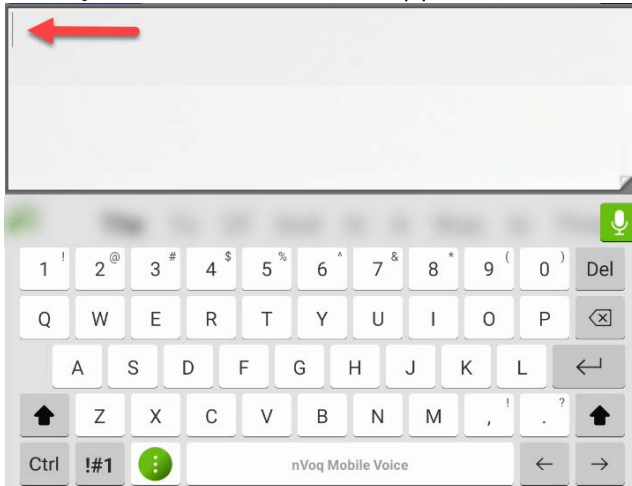 1 ! 2 @ 3 # 4 $ 5 % 6 ^ 7 & 8 * 9 ( 0 ) Del
Q W E R T Y U I O P
A S D F G H J K L
Z X C V B N M , ! . ?
Ctrl !#1 nVoq Mobile Voice ← →